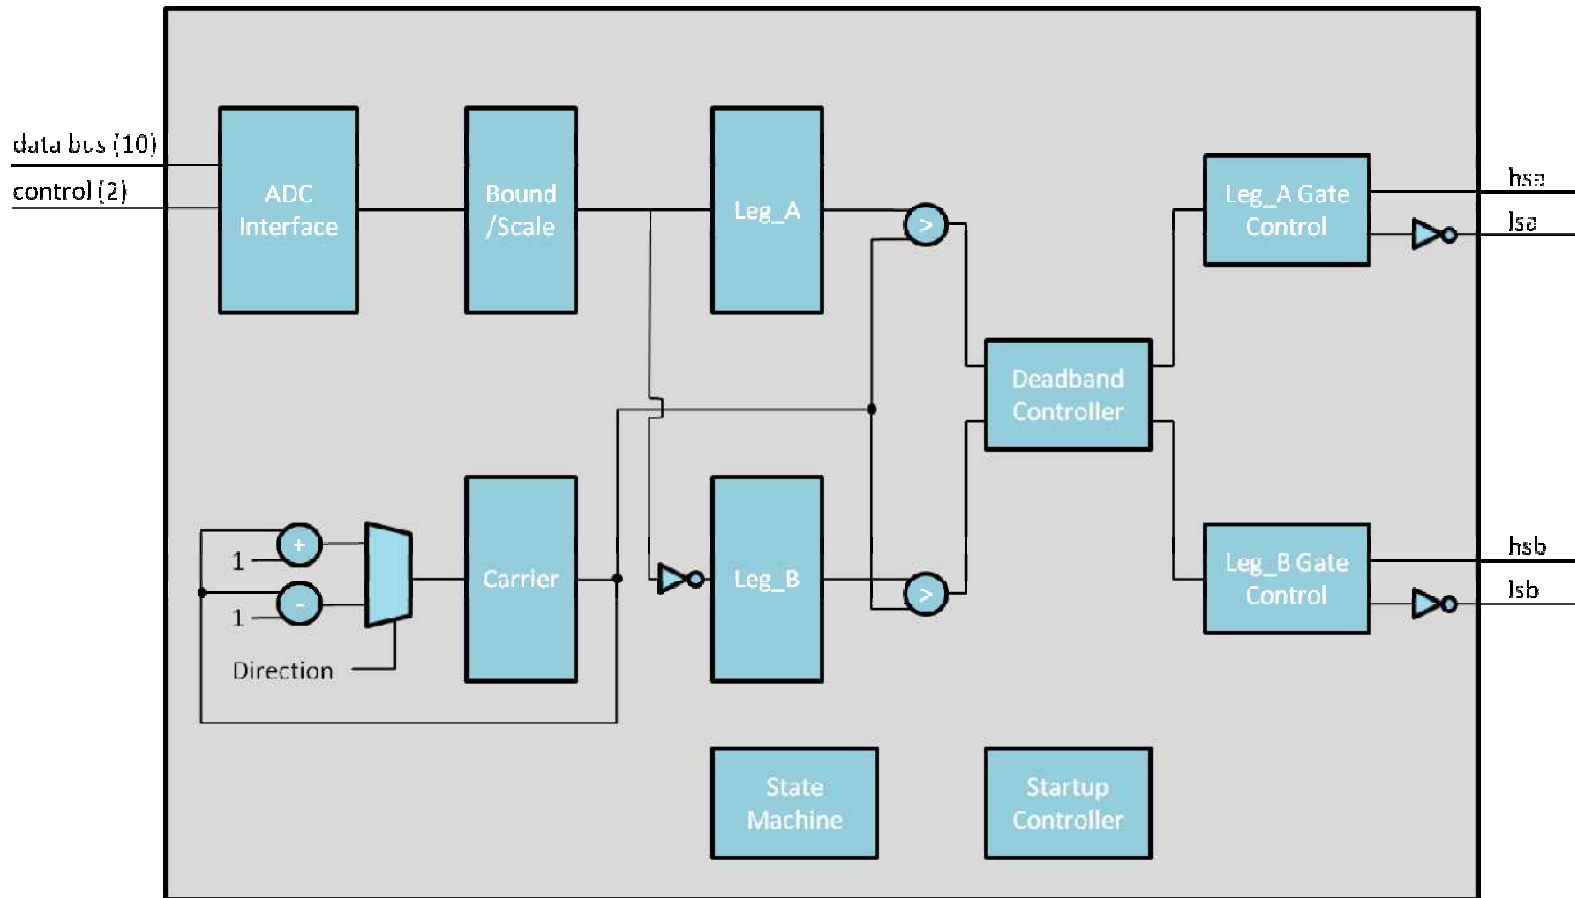 data bus (10)
control (2)
ADC
Interface
Bound
/Scale
Leg_A
>
Leg_A Gate
Control
hsa
lsa
Deadband
Controller
+
1
-
1
Direction
Carrier
Leg_B
>
Leg_B Gate
Control
hsb
lsb
State
Machine
Startup
Controller